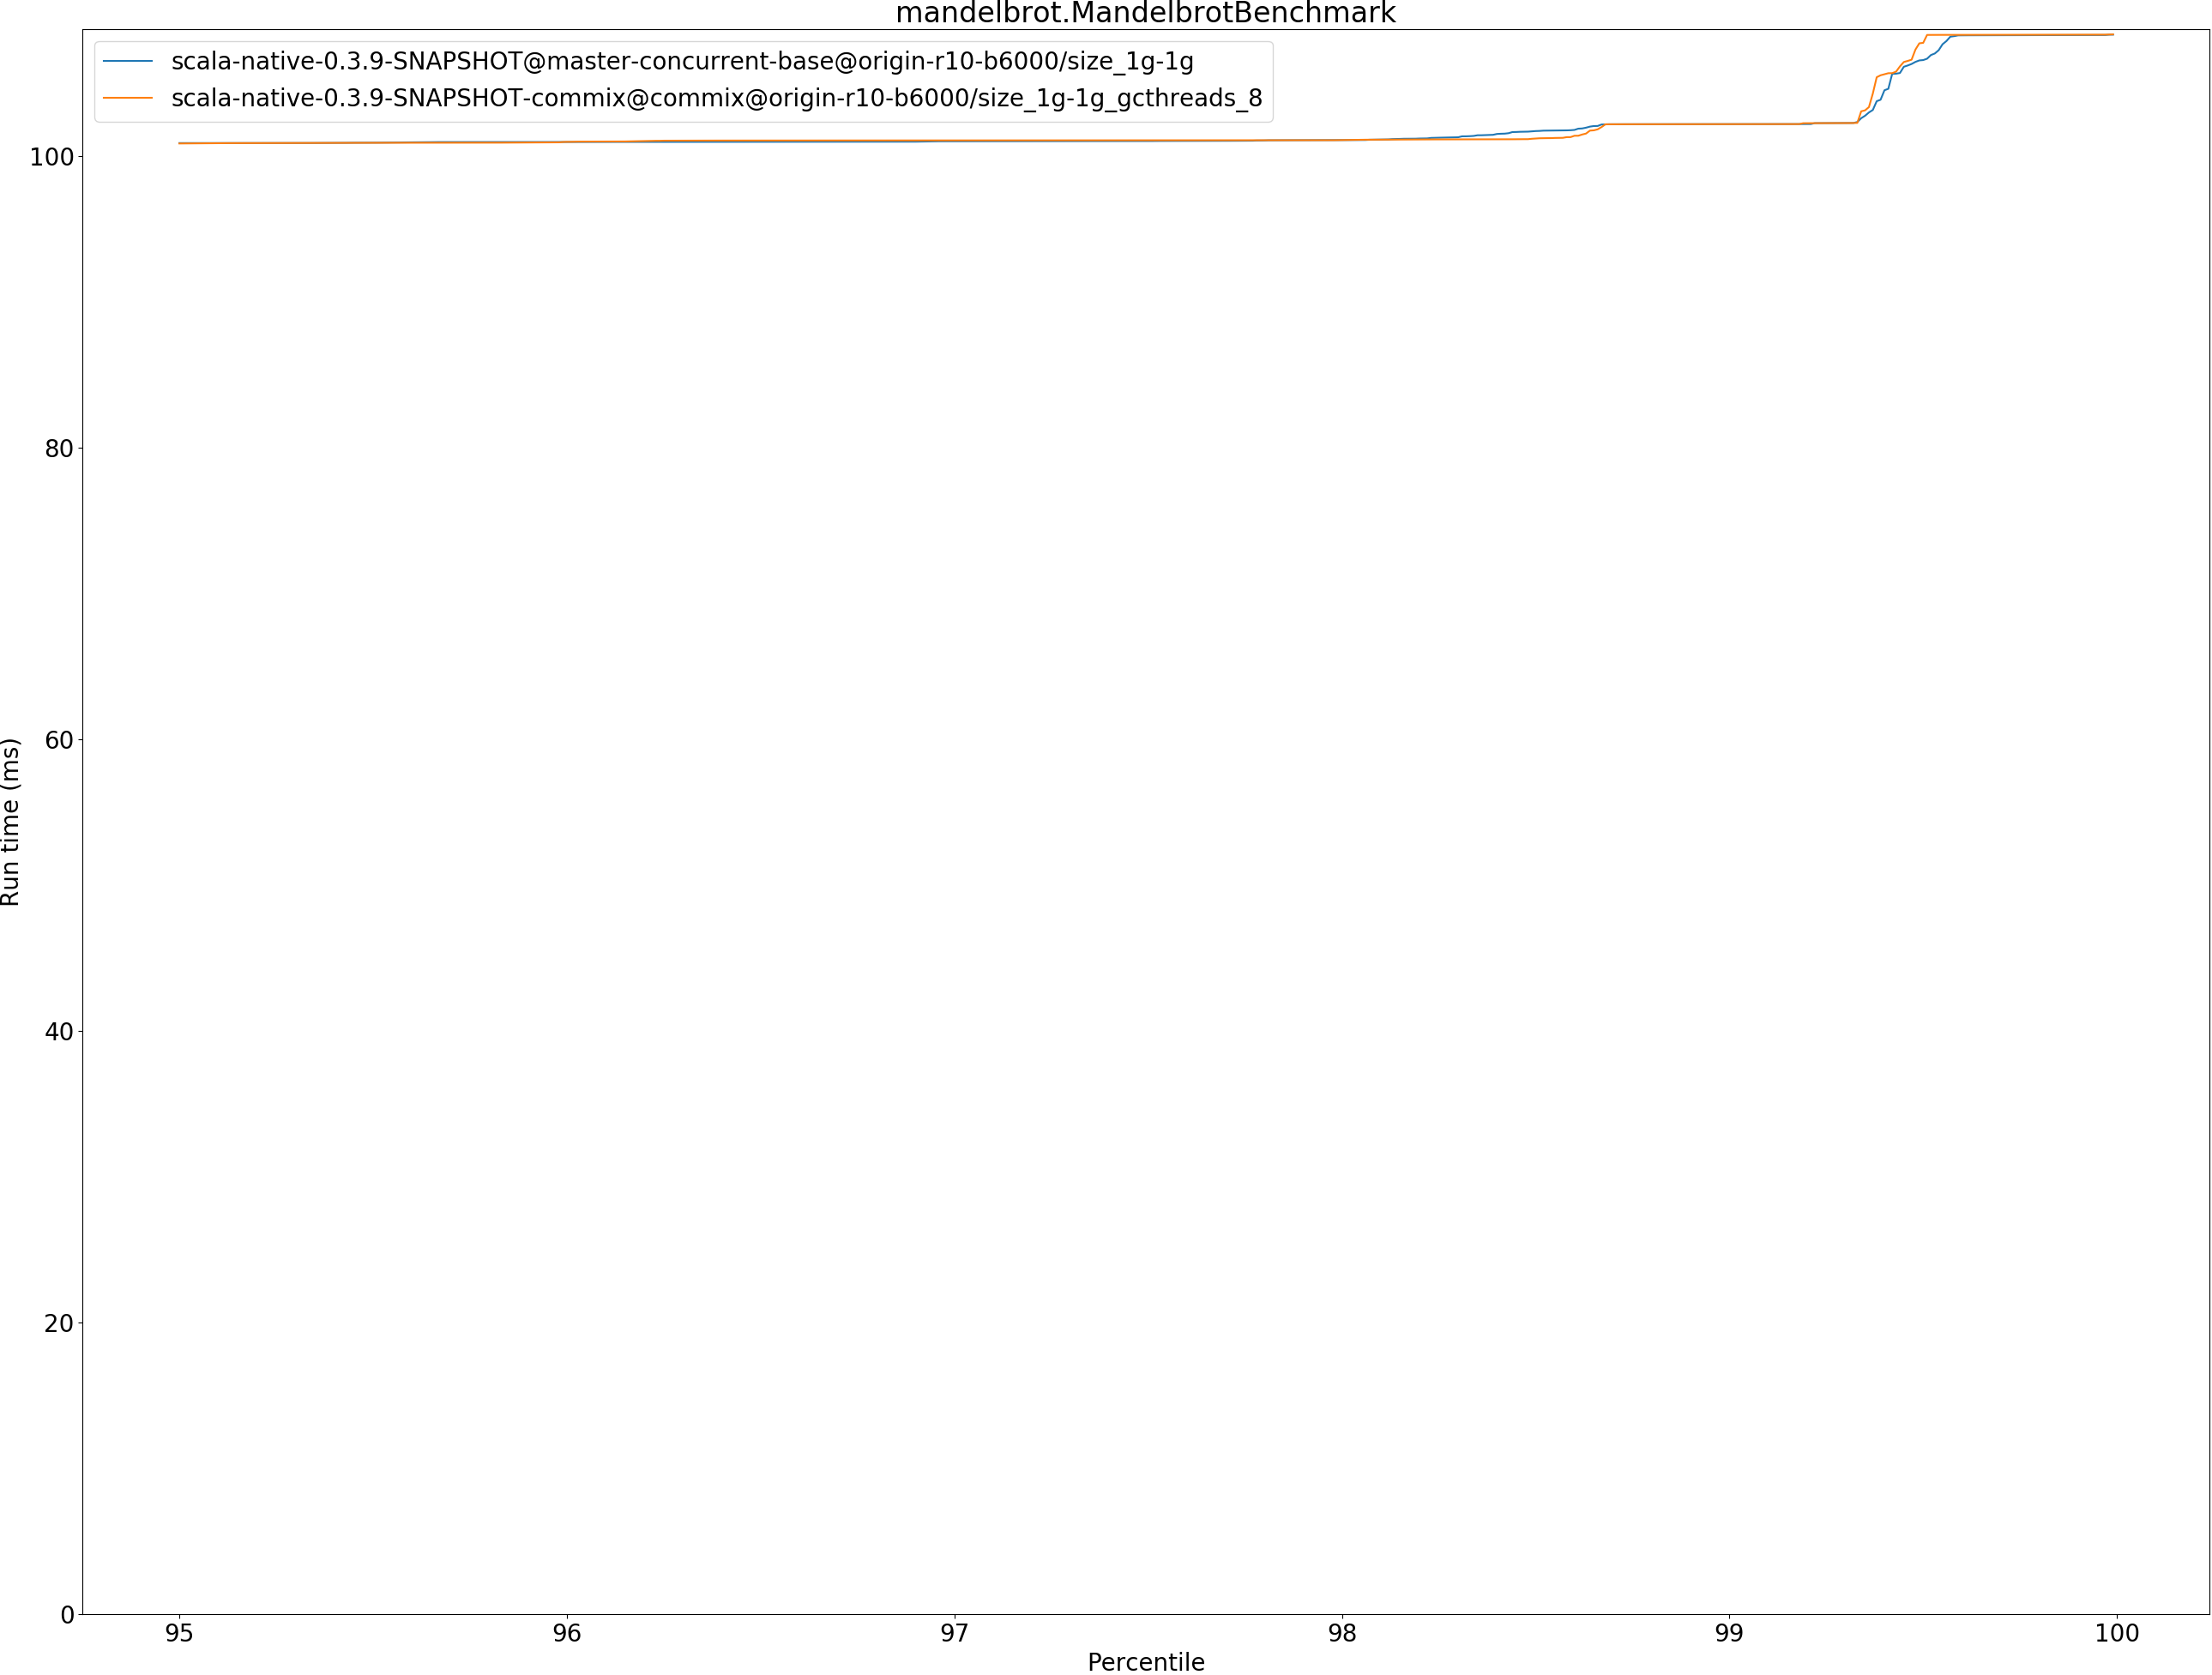 mandelbrot.MandelbrotBenchmark
scala-native-0.3.9-SNAPSHOT@master-concurrent-base@origin-r10-b6000/size_1g-1g
scala-native-0.3.9-SNAPSHOT-commix@commix@origin-r10-b6000/size_1g-1g_gcthreads_8
100
80
60
40
20
0
Run time (ms)
95 96 97 98 99 100
Percentile